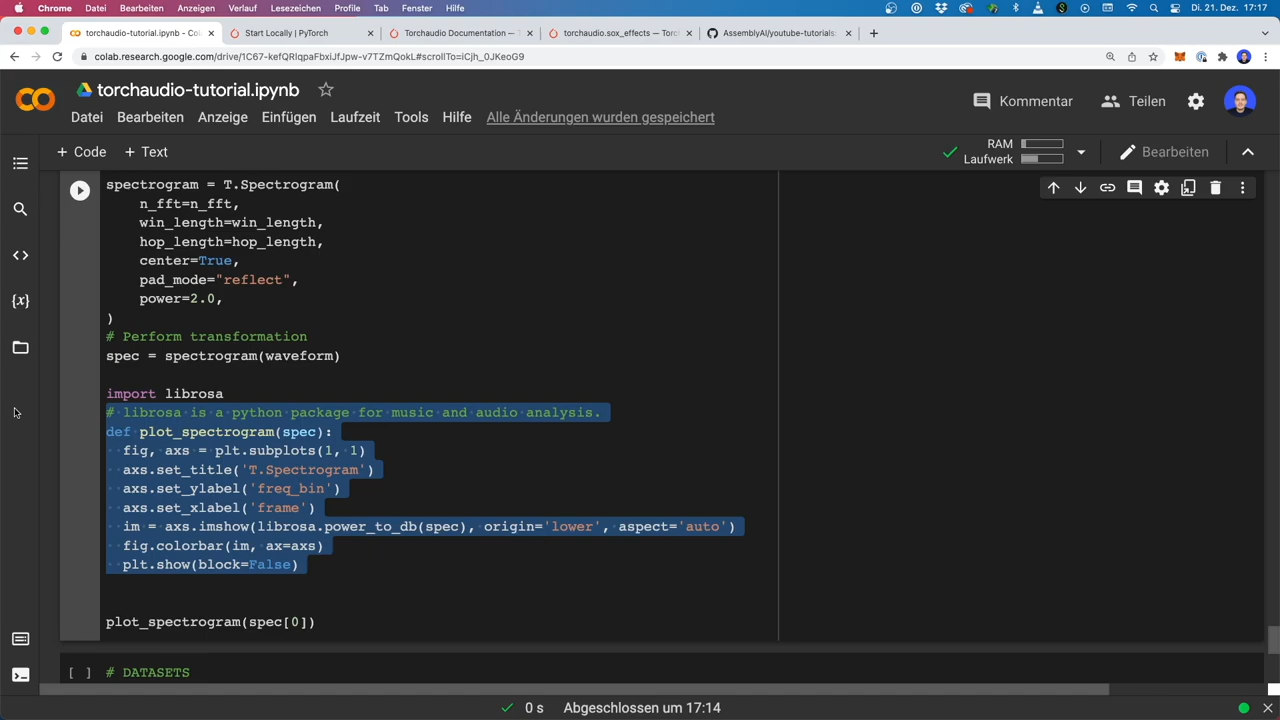 Chrome Datei Bearbeiten Anzeigen Verlauf Lesezeichen Profile Tab Fenster Hilfe Di. 21. Dez. 17:17
torchaudio-tutorial.ipynb - Col Start Locally | PyTorch Torchaudio Documentation — T torchaudio.sox_effects — Torc AssemblyAI/youtube-tutorials:
colab.research.google.com/drive/1C67-kefQRlqpaFbxiJfJpw-v7TZmQokL#scrollTo=iCjh_0JKeoG9
torchaudio-tutorial.ipynb
Kommentar Teilen
Datei Bearbeiten Anzeige Einfügen Laufzeit Tools Hilfe Alle Änderungen wurden gespeichert
+ Code + Text RAM Laufwerk Bearbeiten
spectrogram = T.Spectrogram(
    n_fft=n_fft,
    win_length=win_length,
    hop_length=hop_length,
    center=True,
    pad_mode="reflect",
    power=2.0,
)
# Perform transformation
spec = spectrogram(waveform)
import librosa
# librosa is a python package for music and audio analysis.
def plot_spectrogram(spec):
  fig, axs = plt.subplots(1, 1)
  axs.set_title('T.Spectrogram')
  axs.set_ylabel('freq_bin')
  axs.set_xlabel('frame')
  im = axs.imshow(librosa.power_to_db(spec), origin='lower', aspect='auto')
  fig.colorbar(im, ax=axs)
  plt.show(block=False)
plot_spectrogram(spec[0])
[ ] # DATASETS
0 s Abgeschlossen um 17:14